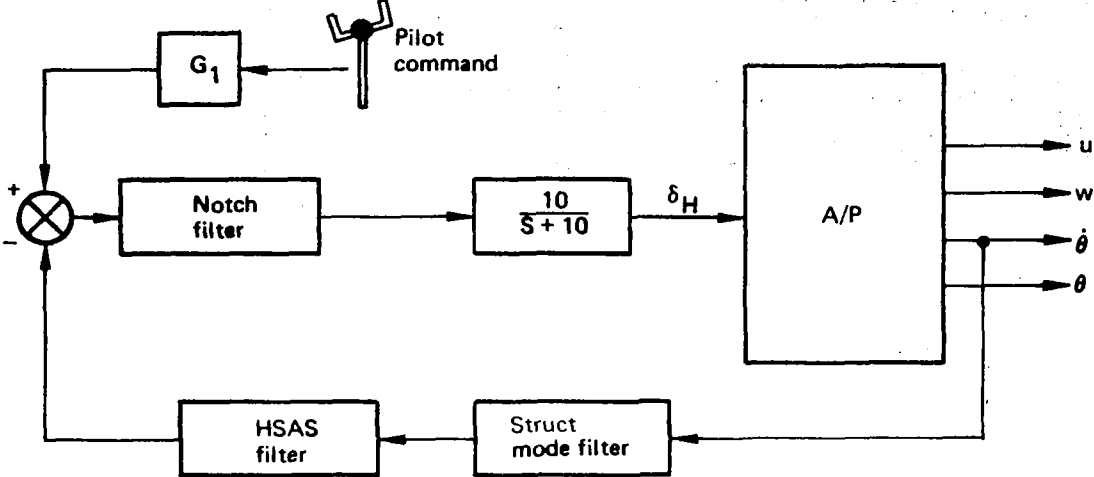 Pilot
command
G1
+
−
Notch
filter
10
S + 10
δH
A/P
u
w
θ̇
θ
HSAS
filter
Struct
mode filter